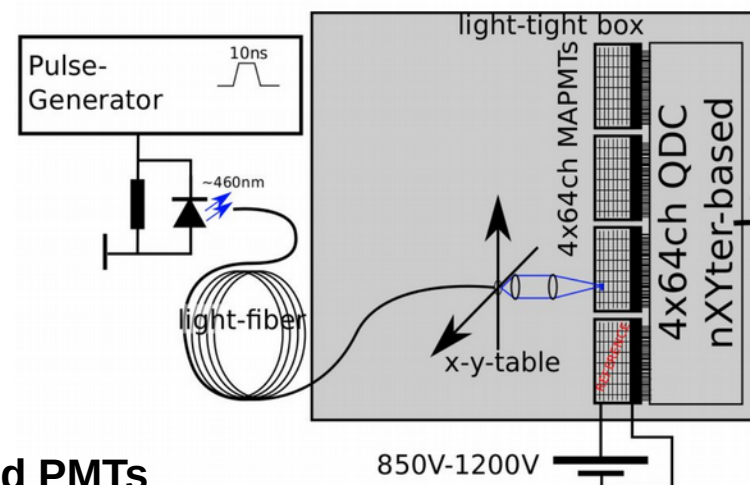 light-tight box
Pulse-
Generator
10ns
~460nm
light-fiber
x-y-table
4x64ch MAPMTs
4x64ch QDC
nXYter-based
REFERENCE
850V-1200V
d PMTs